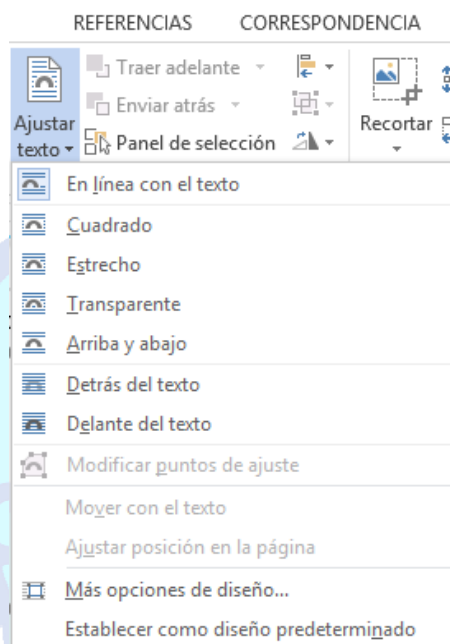 REFERENCIAS CORRESPONDENCIA
Traer adelante
Enviar atrás
Ajustar texto
Panel de selección
Recortar
En línea con el texto
Cuadrado
Estrecho
Transparente
Arriba y abajo
Detrás del texto
Delante del texto
Modificar puntos de ajuste
Mover con el texto
Ajustar posición en la página
Más opciones de diseño...
Establecer como diseño predeterminado